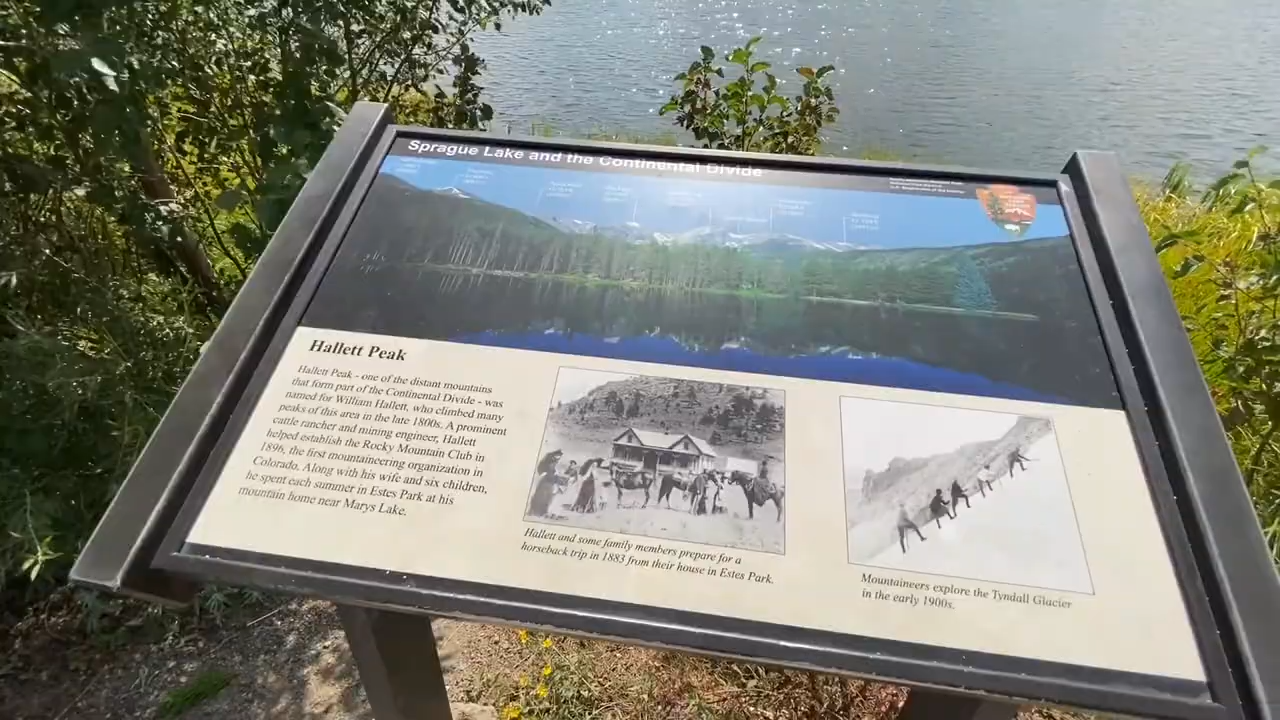 Sprague Lake and the Continental Divide
Hallett Peak
Hallett Peak - one of the distant mountains
that form part of the Continental Divide - was
named for William Hallett, who climbed many
peaks of this area in the late 1800s. A prominent
cattle rancher and mining engineer, Hallett
helped establish the Rocky Mountain Club in
1896, the first mountaineering organization in
Colorado. Along with his wife and six children,
he spent each summer in Estes Park at his
mountain home near Marys Lake.
Hallett and some family members prepare for a
horseback trip in 1883 from their house in Estes Park.
Mountaineers explore the Tyndall Glacier
in the early 1900s.